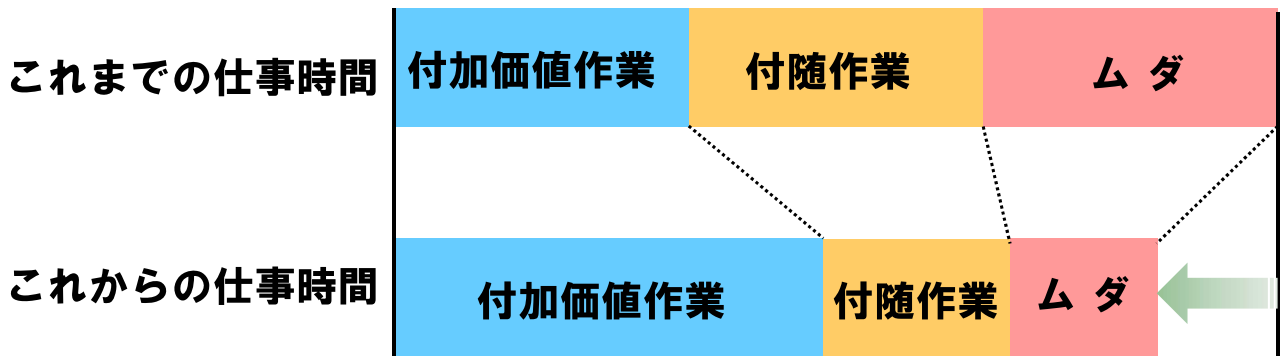 これまでの仕事時間
付加価値作業
付随作業
ムダ
これからの仕事時間
付加価値作業
付随作業
ムダ